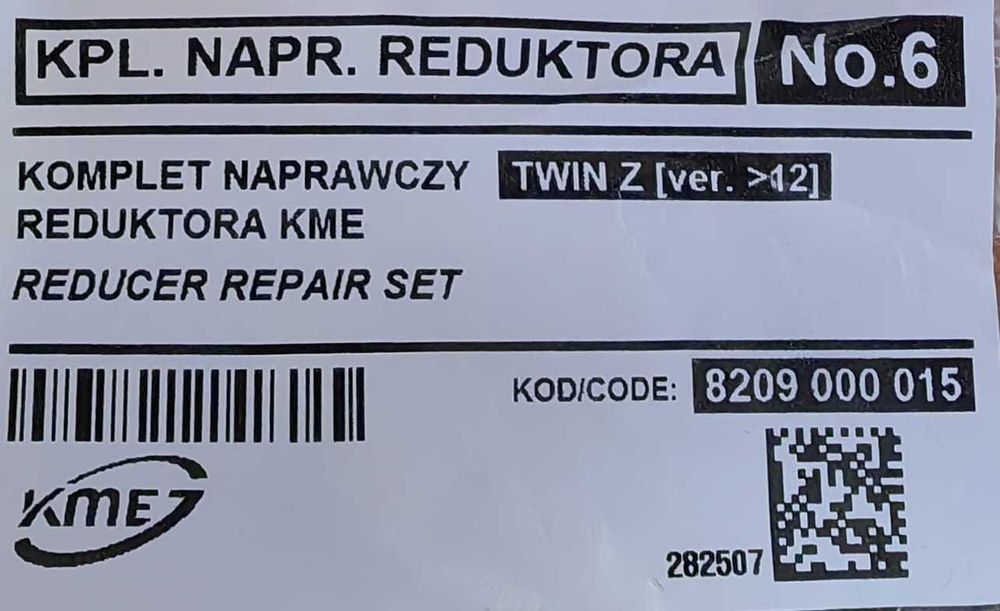 KPL. NAPR. REDUKTORA No.6
KOMPLET NAPRAWCZY TWIN Z [ver. >12]
REDUKTORA KME
REDUCER REPAIR SET
KOD/CODE: 8209 000 015
KME
282507